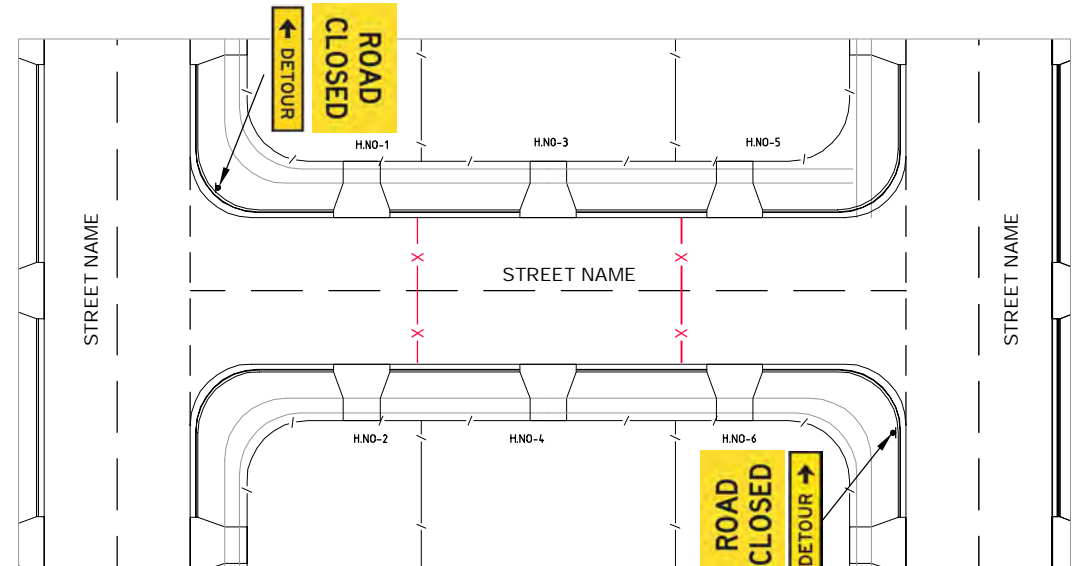 ROAD
CLOSED
← DETOUR
H.NO-1
H.NO-3
H.NO-5
STREET NAME
STREET NAME
STREET NAME
X
X
X
X
H.NO-2
H.NO-4
H.NO-6
ROAD
CLOSED
DETOUR →